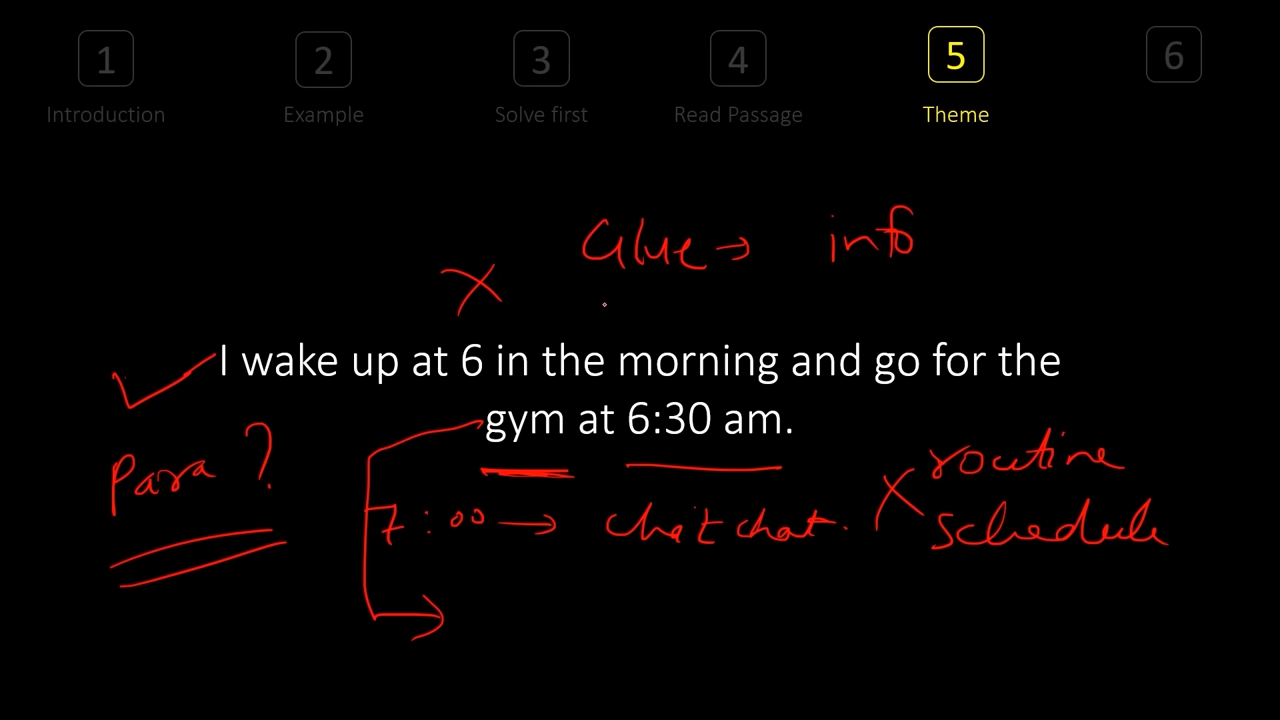 1 2 3 4 5 6
Introduction Example Solve first Read Passage Theme
Glue → info
I wake up at 6 in the morning and go for the
gym at 6:30 am.
Para ?
routine
7:00 → chat chat.
schedule